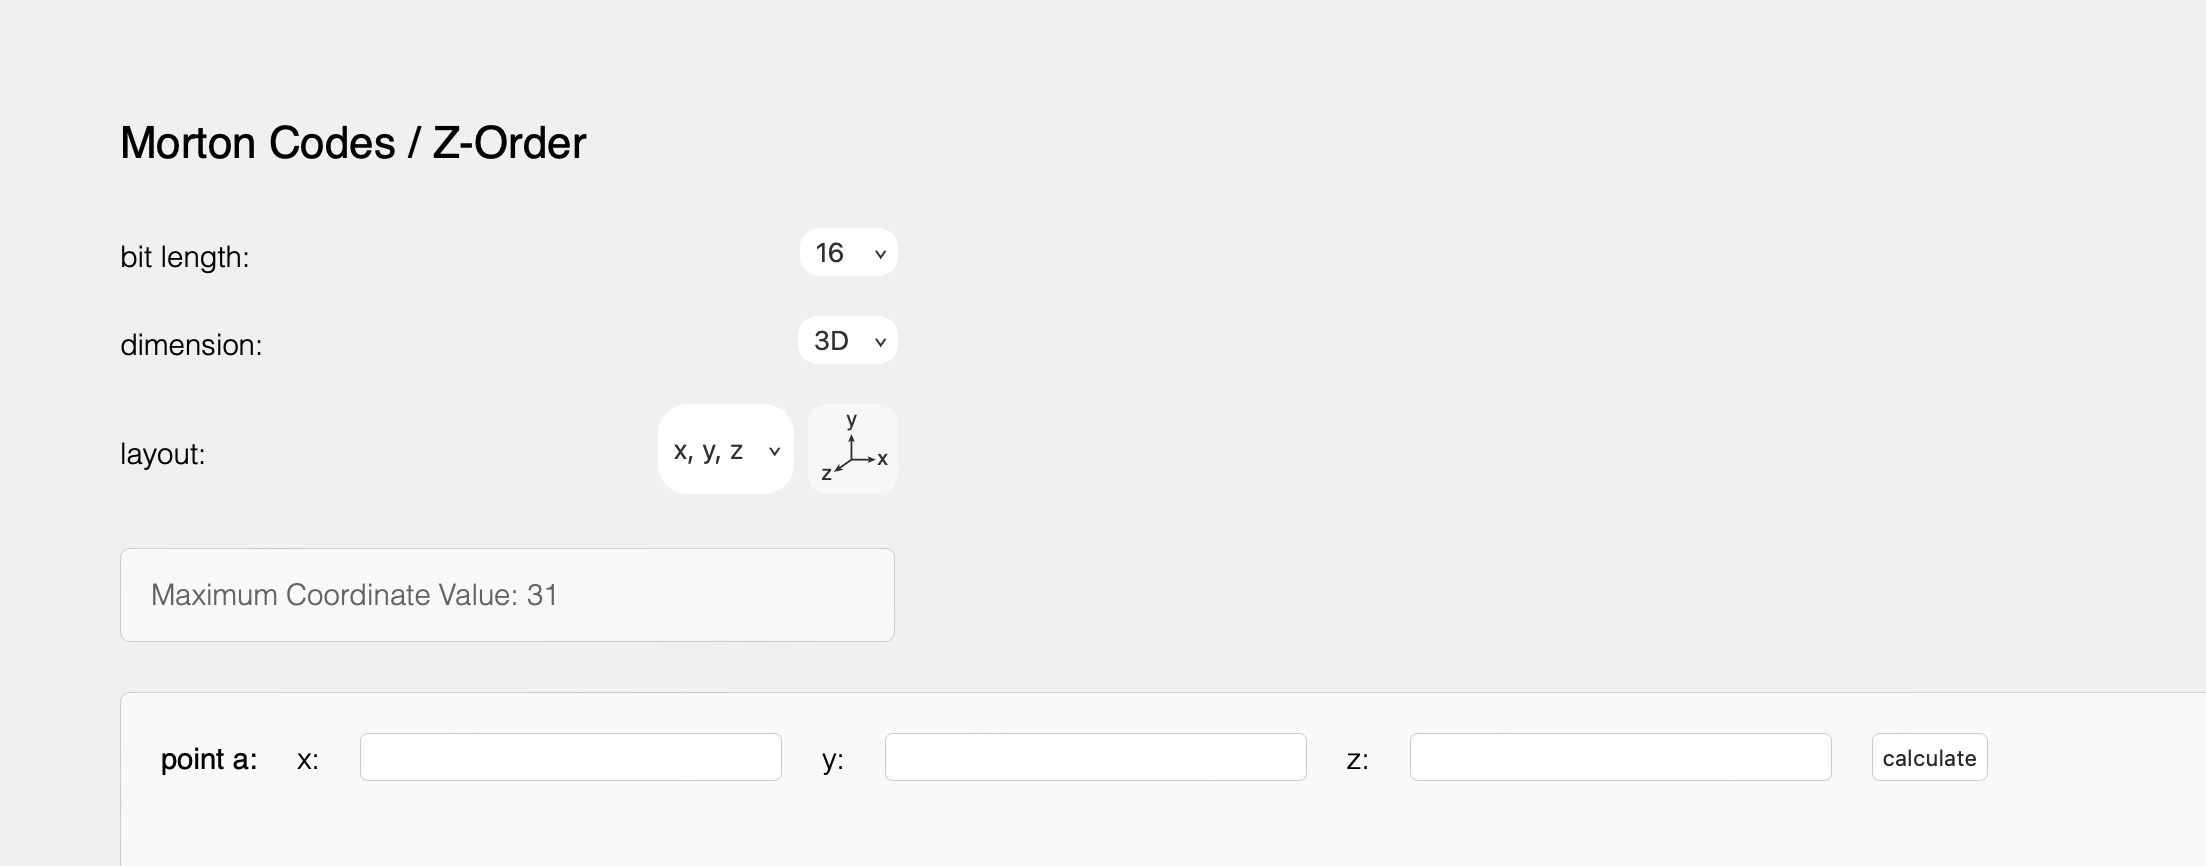 Morton Codes / Z-Order
bit length: 16
dimension: 3D
layout: x, y, z
y
x
z
Maximum Coordinate Value: 31
point a: x: y: z: calculate